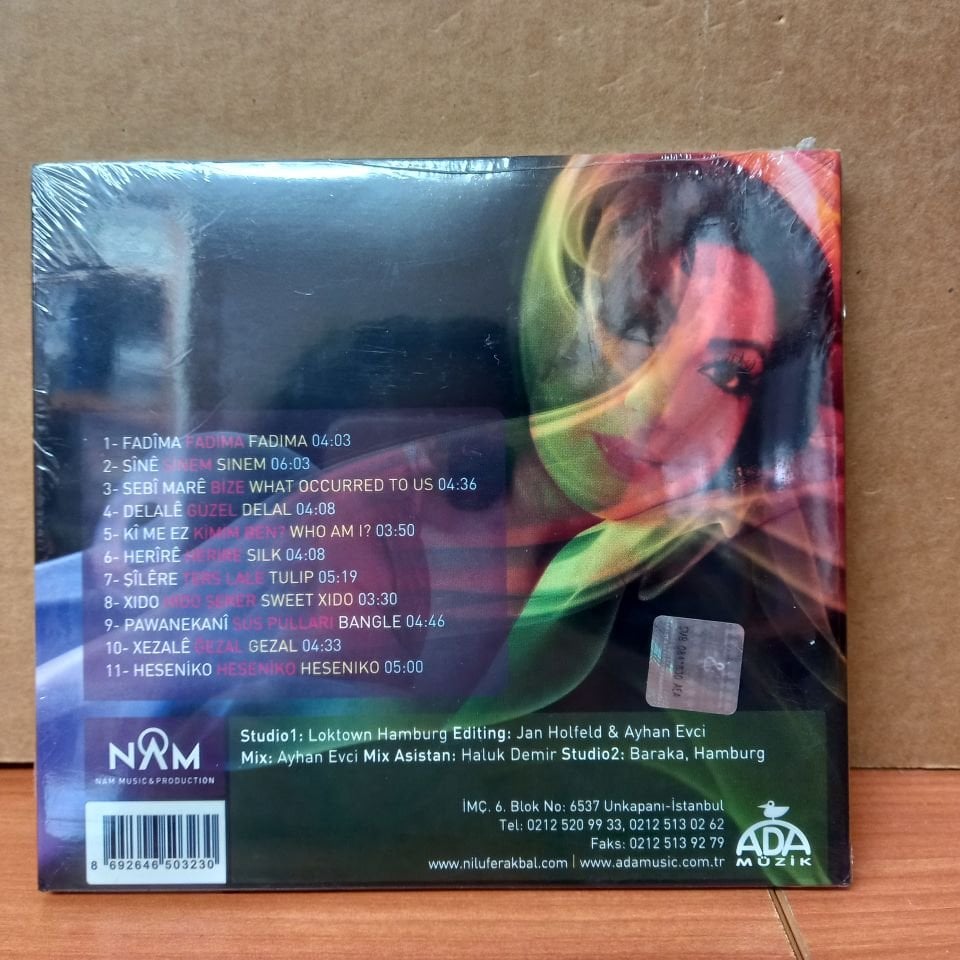 1- FADÎMA FADIMA FADIMA 04:03
2- SÎNÊ SİNEM SINEM 06:03
3- SEBÎ MARÊ BİZE WHAT OCCURRED TO US 04:36
4- DELALÊ GÜZEL DELAL 04:08
5- KÎ ME EZ KİMİM BEN? WHO AM I? 03:50
6- HERÎRÊ SILK 04:08
7- ŞÎLÊRE TERS LALE TULIP 05:19
8- XIDO ŞEKER SWEET XIDO 03:30
9- PAWANEKANÎ SÜS PULLARI BANGLE 04:46
10- XEZALÊ GEZAL 04:33
11- HESENİKO HESENİKO HESENIKO 05:00
NAM
NAM MUSIC & PRODUCTION
Studio1: Loktown Hamburg Editing: Jan Holfeld & Ayhan Evci
Mix: Ayhan Evci Mix Asistan: Haluk Demir Studio2: Baraka, Hamburg
İMÇ. 6. Blok No: 6537 Unkapanı-İstanbul
Tel: 0212 520 99 33, 0212 513 02 62
Faks: 0212 513 92 79
www.niluferakbal.com | www.adamusic.com.tr
ADA
MÜZİK
8 692646 503230